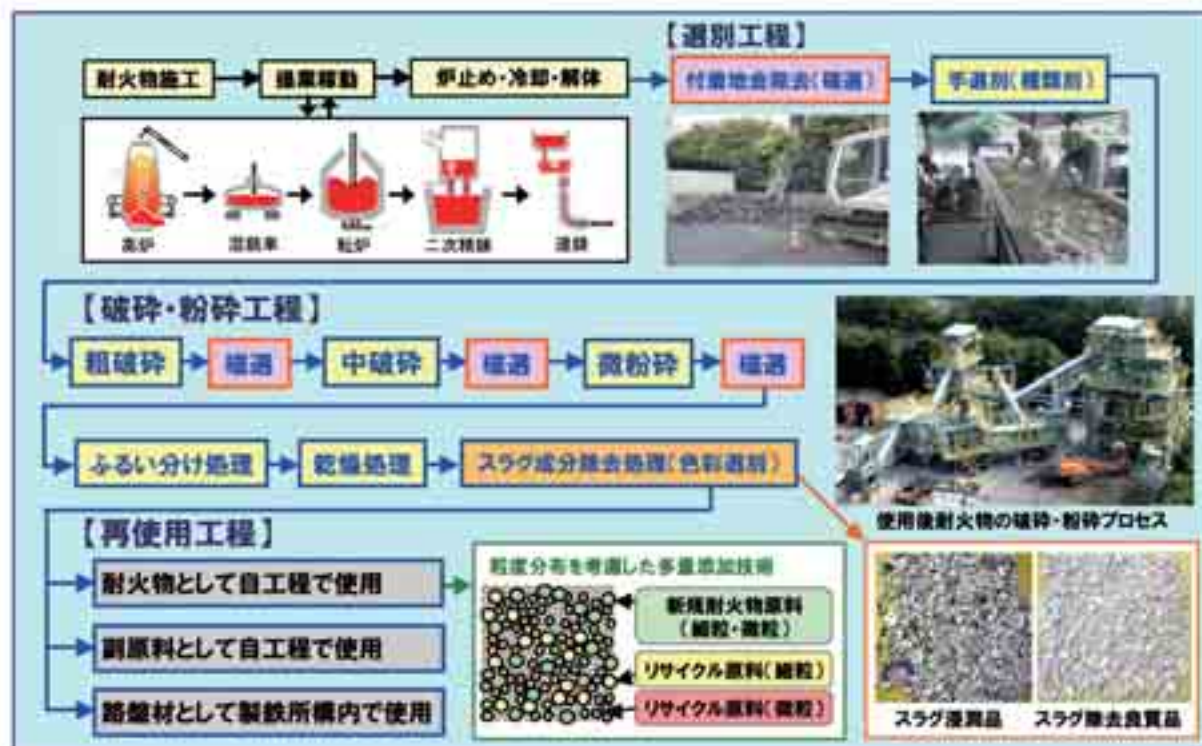 【選別工程】
耐火物施工
操業稼動
炉止め・冷却・解体
付着地金除去(磁選)
手選別(種類別)
高炉
混銑車
転炉
二次精錬
連鋳
【破砕・粉砕工程】
粗破砕
磁選
中破砕
磁選
微粉砕
磁選
ふるい分け処理
乾燥処理
スラグ成分除去処理(色彩選別)
使用後耐火物の破砕・粉砕プロセス
【再使用工程】
耐火物として自工程で使用
副原料として自工程で使用
路盤材として製鉄所構内で使用
粒度分布を考慮した多量添加技術
新規耐火物原料
(細粒・微粒)
リサイクル原料(細粒)
リサイクル原料(微粒)
スラグ浸潤品
スラグ除去良質品